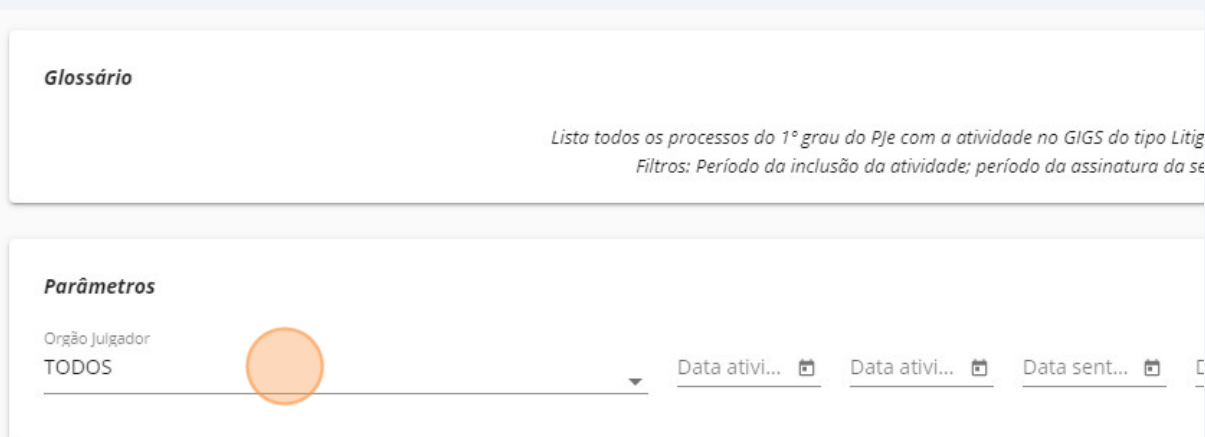 Glossário
Lista todos os processos do 1º grau do PJe com a atividade no GIGS do tipo Litig
Filtros: Período da inclusão da atividade; período da assinatura da se
Parâmetros
Orgão Julgador
TODOS
Data ativi... Data ativi... Data sent...